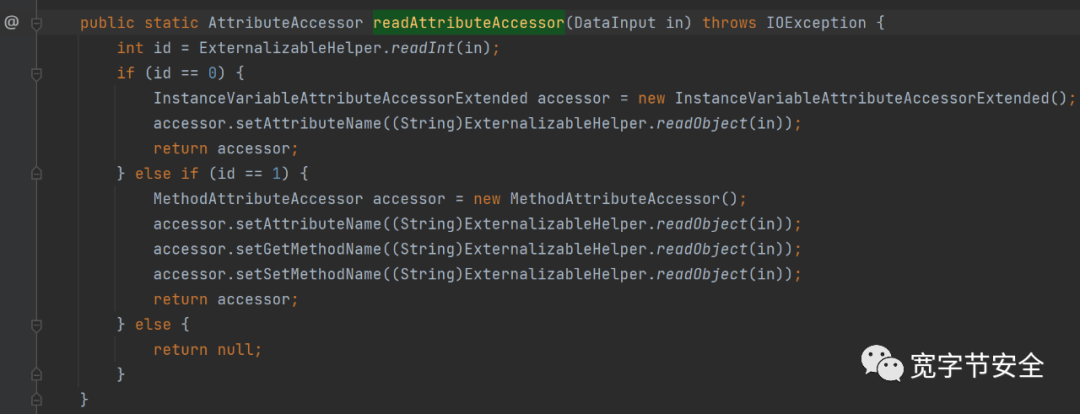 @ public static AttributeAccessor readAttributeAccessor(DataInput in) throws IOException {
int id = ExternalizableHelper.readInt(in);
if (id == 0) {
InstanceVariableAttributeAccessorExtended accessor = new InstanceVariableAttributeAccessorExtended();
accessor.setAttributeName((String)ExternalizableHelper.readObject(in));
return accessor;
} else if (id == 1) {
MethodAttributeAccessor accessor = new MethodAttributeAccessor();
accessor.setAttributeName((String)ExternalizableHelper.readObject(in));
accessor.setGetMethodName((String)ExternalizableHelper.readObject(in));
accessor.setSetMethodName((String)ExternalizableHelper.readObject(in));
return accessor;
} else {
return null;
}
}
宽字节安全